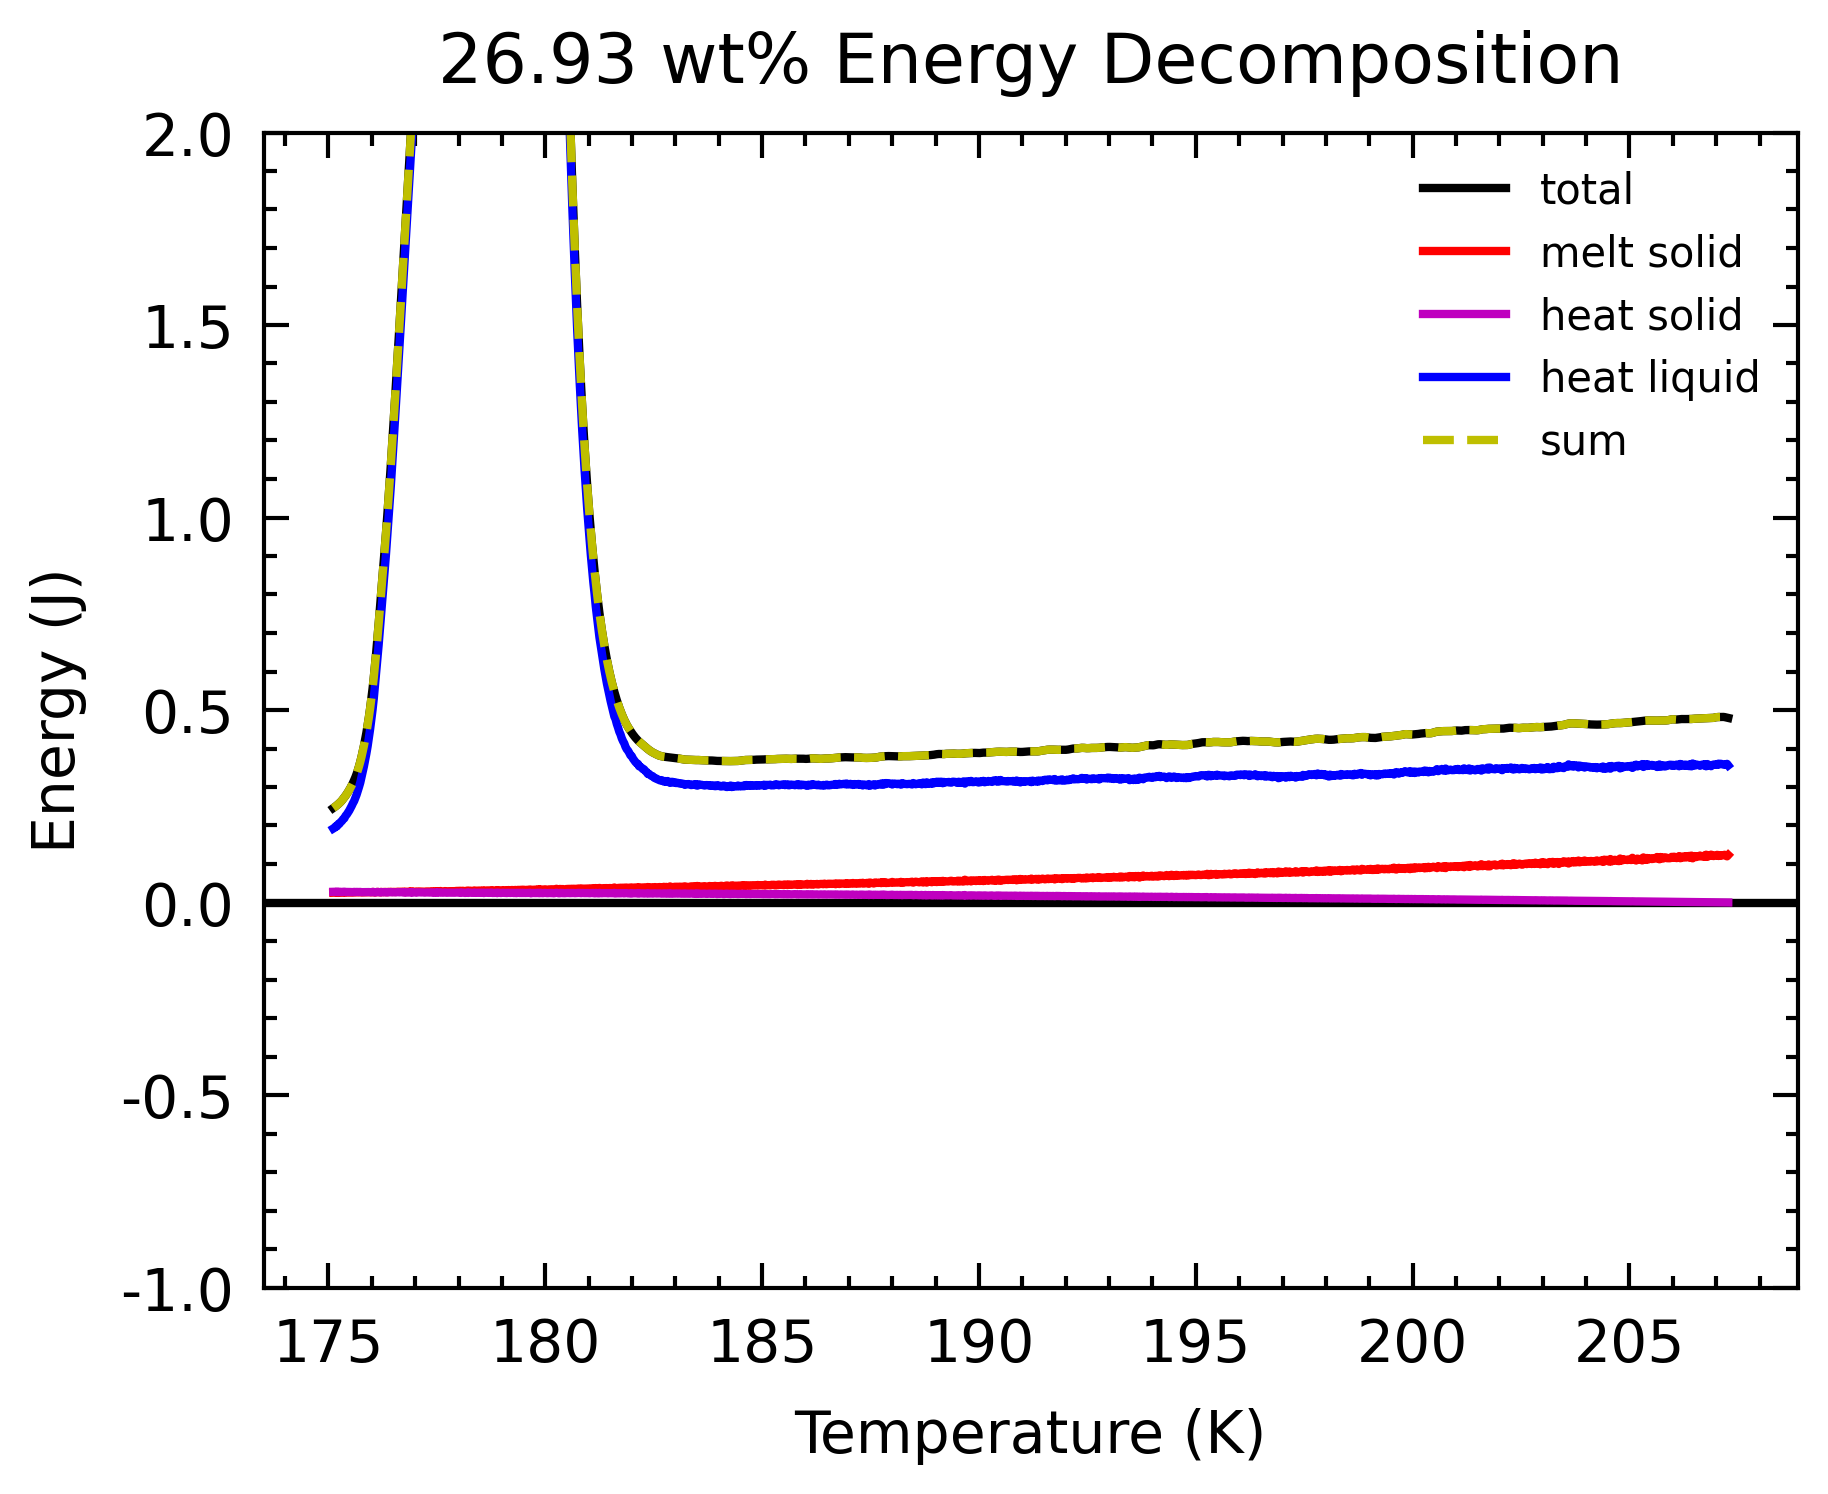 26.93 wt% Energy Decomposition
2.0
1.5
1.0
0.5
0.0
-0.5
-1.0
Energy (J)
total
melt solid
heat solid
heat liquid
sum
175 180 185 190 195 200 205
Temperature (K)